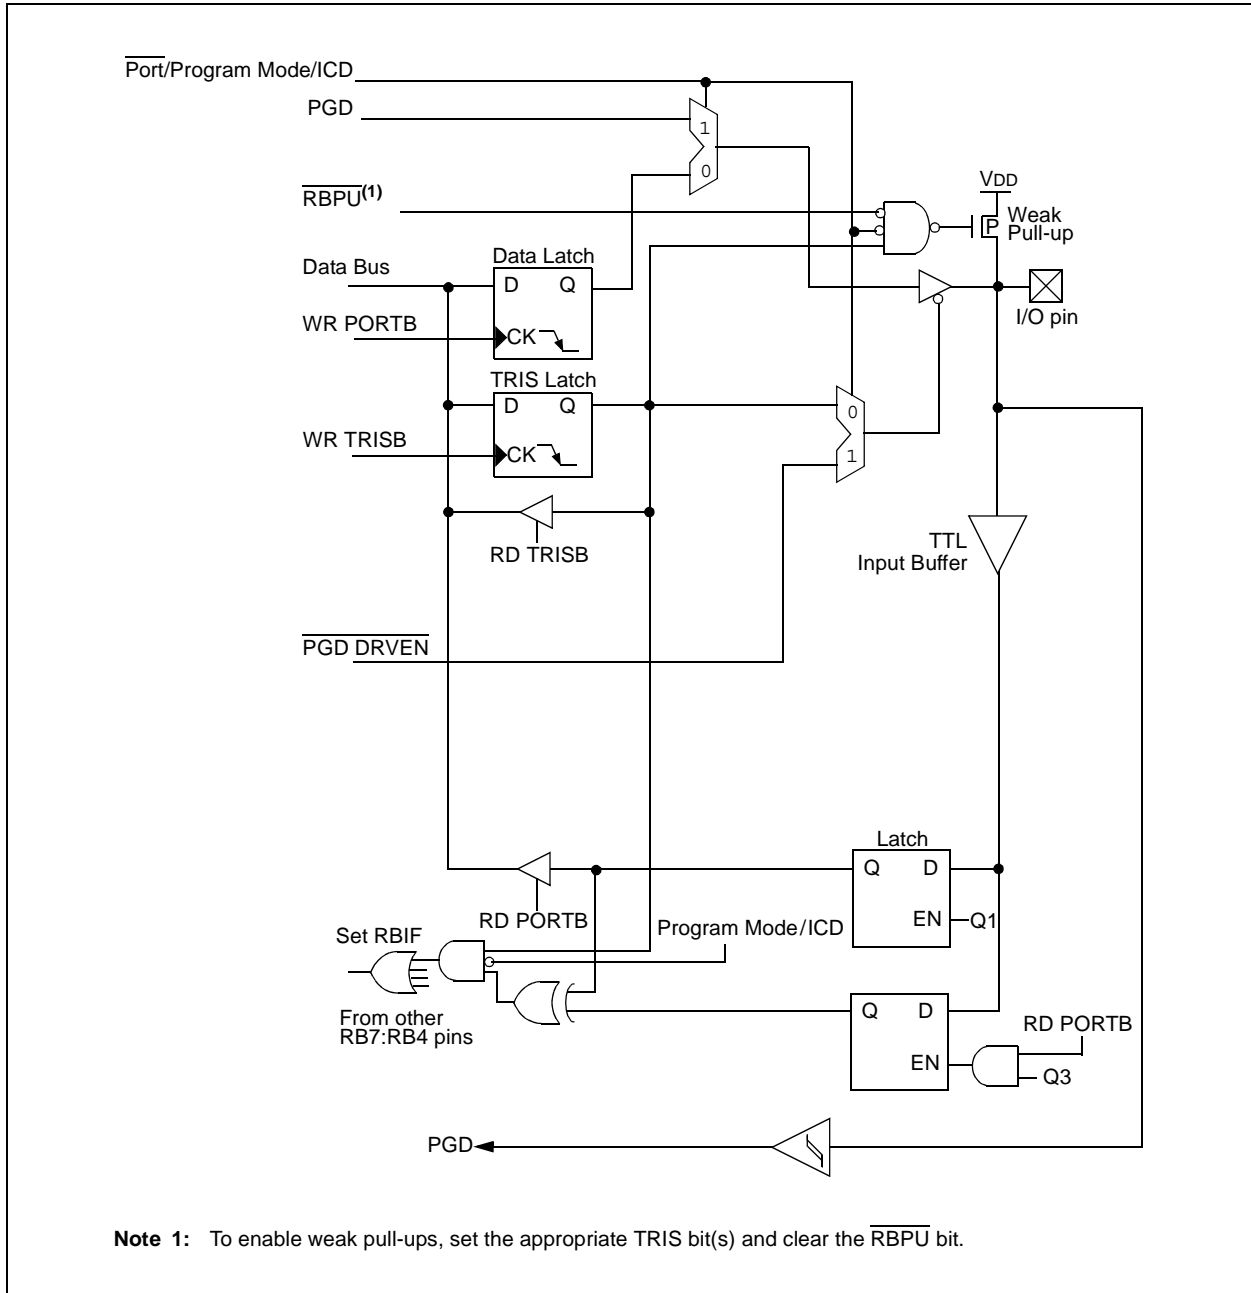 Port/Program Mode/ICD
PGD
1
0
RBPU(1)
VDD
P
Weak
Pull-up
Data Bus
Data Latch
D Q
I/O pin
WR PORTB
CK
TRIS Latch
D Q
0
WR TRISB
CK
1
RD TRISB
TTL
Input Buffer
PGD DRVEN
Latch
Q D
EN
Q1
RD PORTB
Program Mode/ICD
Set RBIF
From other
RB7:RB4 pins
Q D
EN
RD PORTB
Q3
PGD
Note 1: To enable weak pull-ups, set the appropriate TRIS bit(s) and clear the RBPU bit.